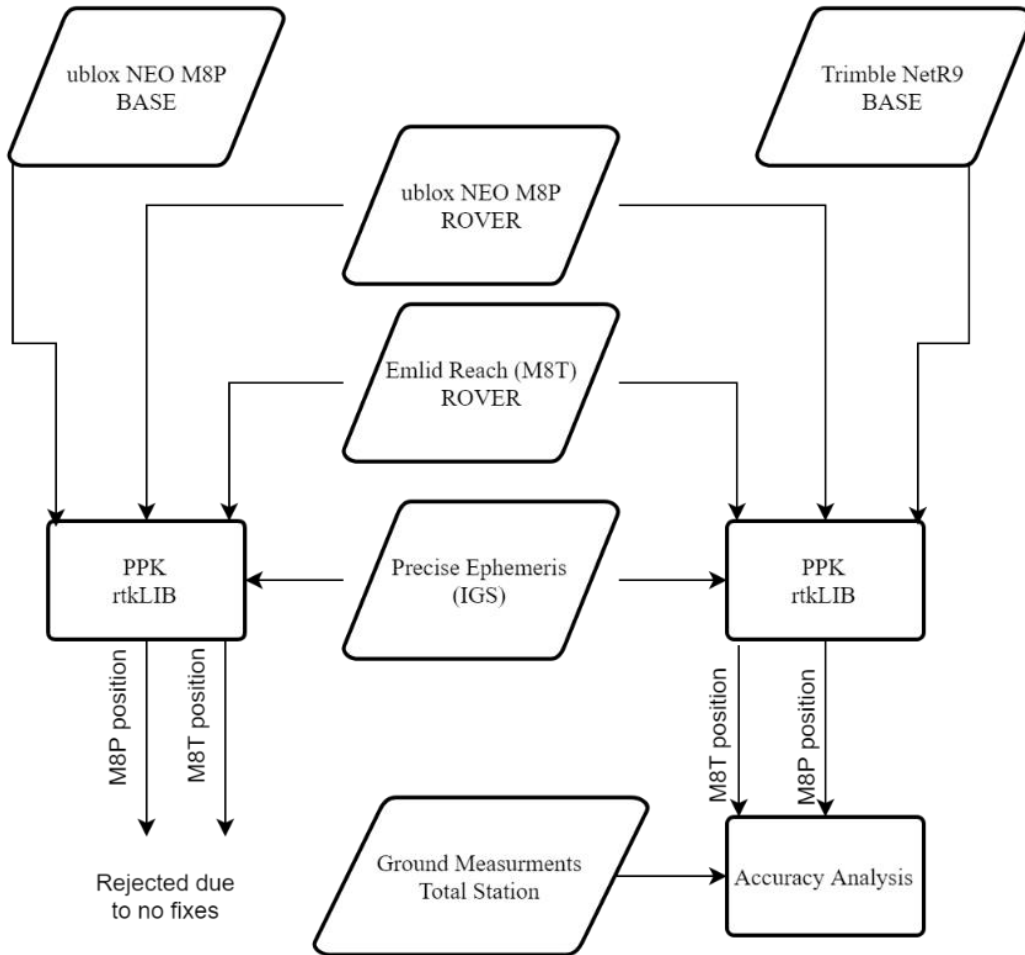 ublox NEO M8P
BASE
Trimble NetR9
BASE
ublox NEO M8P
ROVER
Emlid Reach (M8T)
ROVER
PPK
rtkLIB
Precise Ephemeris
(IGS)
PPK
rtkLIB
M8P position
M8T position
M8T position
M8P position
Rejected due
to no fixes
Ground Measurments
Total Station
Accuracy Analysis